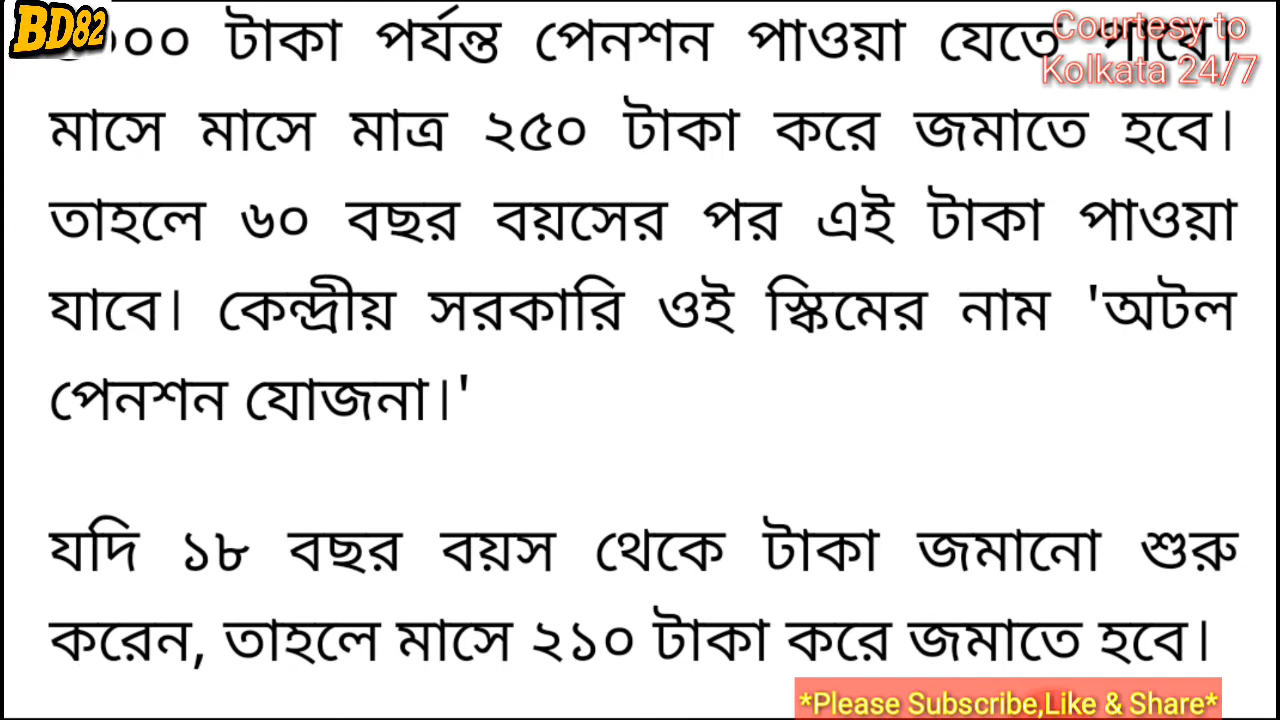 BD82
Courtesy to
Kolkata 24/7
টাকা পর্যন্ত পেনশন পাওয়া যেতে
মাসে মাসে মাত্র ২৫০ টাকা করে জমাতে হবে।
তাহলে ৬০ বছর বয়সের পর এই টাকা পাওয়া
যাবে। কেন্দ্রীয় সরকারি ওই স্কিমের নাম 'অটল
পেনশন যোজনা।'
যদি ১৮ বছর বয়স থেকে টাকা জমানো শুরু
করেন, তাহলে মাসে ২১০ টাকা করে জমাতে হবে।
*Please Subscribe,Like & Share*